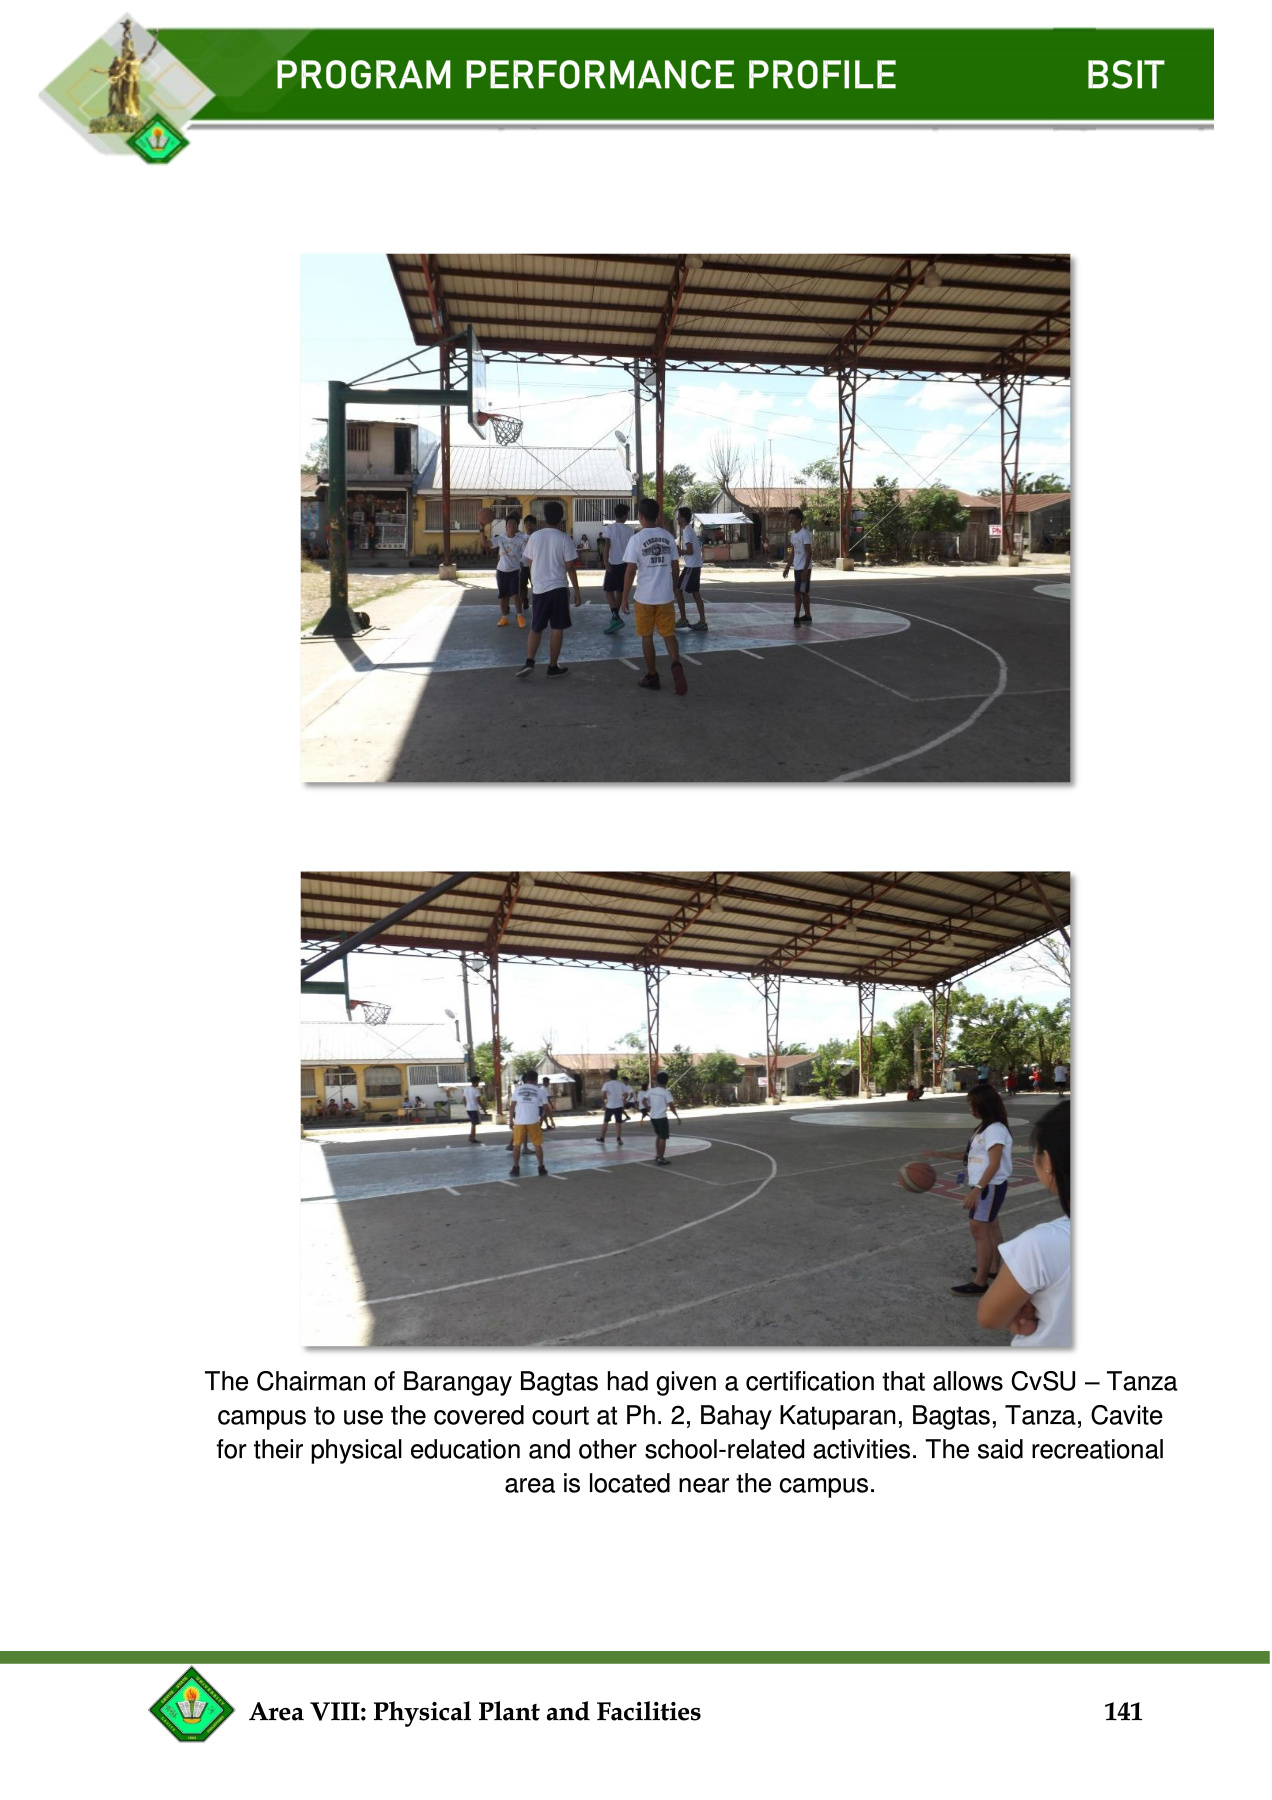 PROGRAM PERFORMANCE PROFILE BSIT
The Chairman of Barangay Bagtas had given a certification that allows CvSU – Tanza
campus to use the covered court at Ph. 2, Bahay Katuparan, Bagtas, Tanza, Cavite
for their physical education and other school-related activities. The said recreational
area is located near the campus.
Area VIII: Physical Plant and Facilities 141